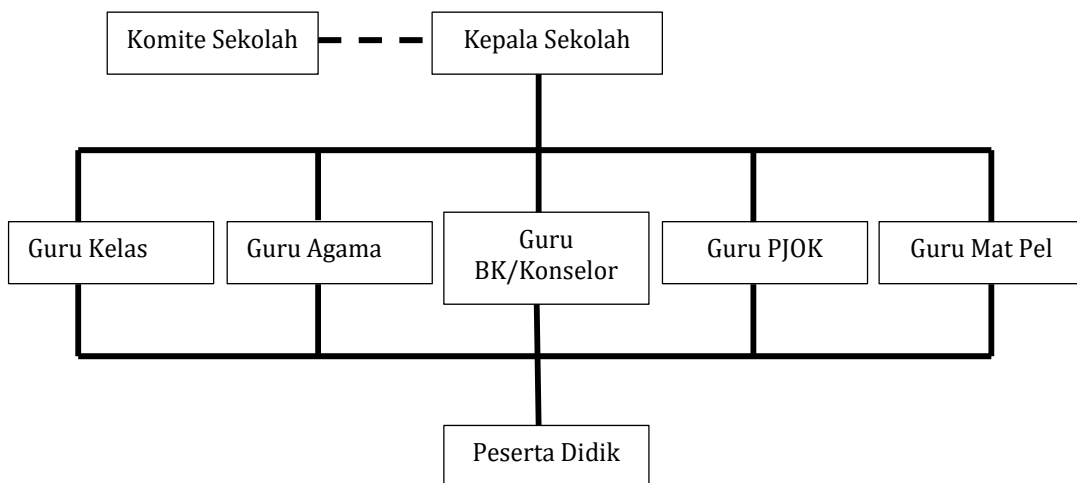 Komite Sekolah
Kepala Sekolah
Guru Kelas
Guru Agama
Guru
BK/Konselor
Guru PJOK
Guru Mat Pel
Peserta Didik